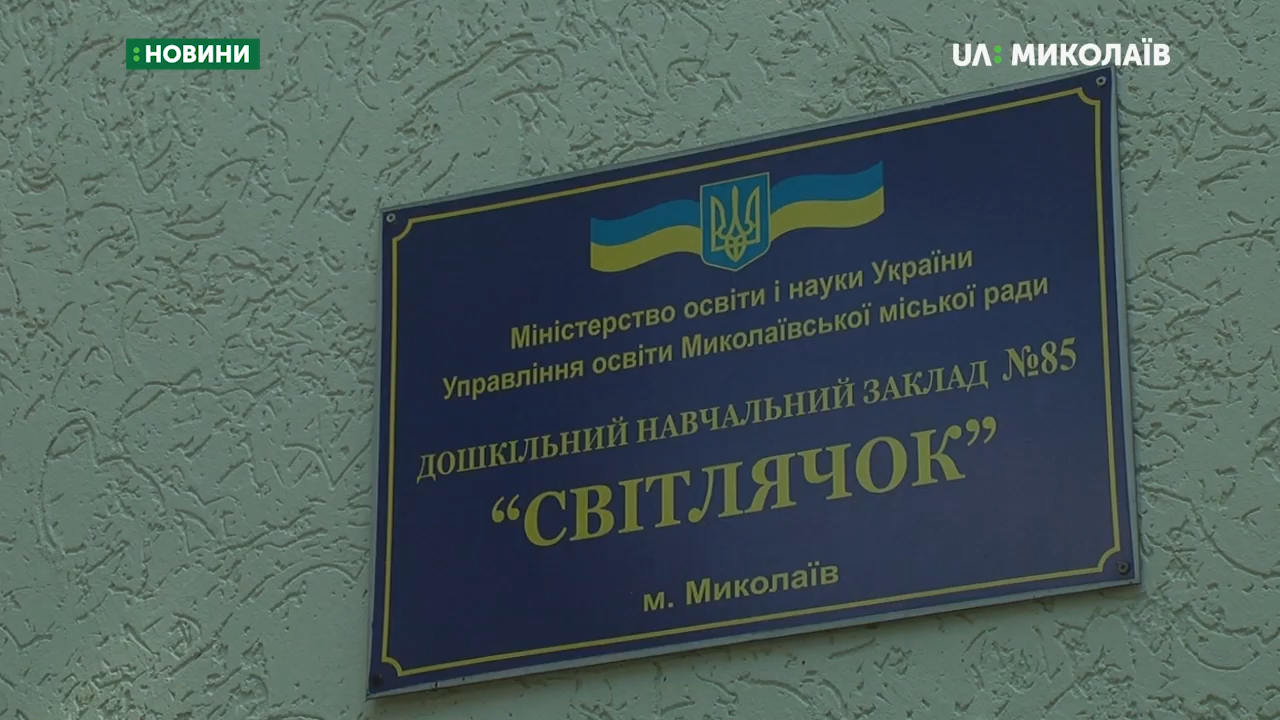 :НОВИНИ
UA: МИКОЛАЇВ
Міністерство освіти і науки України
Управління освіти Миколаївської міської ради
ДОШКІЛЬНИЙ НАВЧАЛЬНИЙ ЗАКЛАД №85
“СВІТЛЯЧОК”
м. Миколаїв